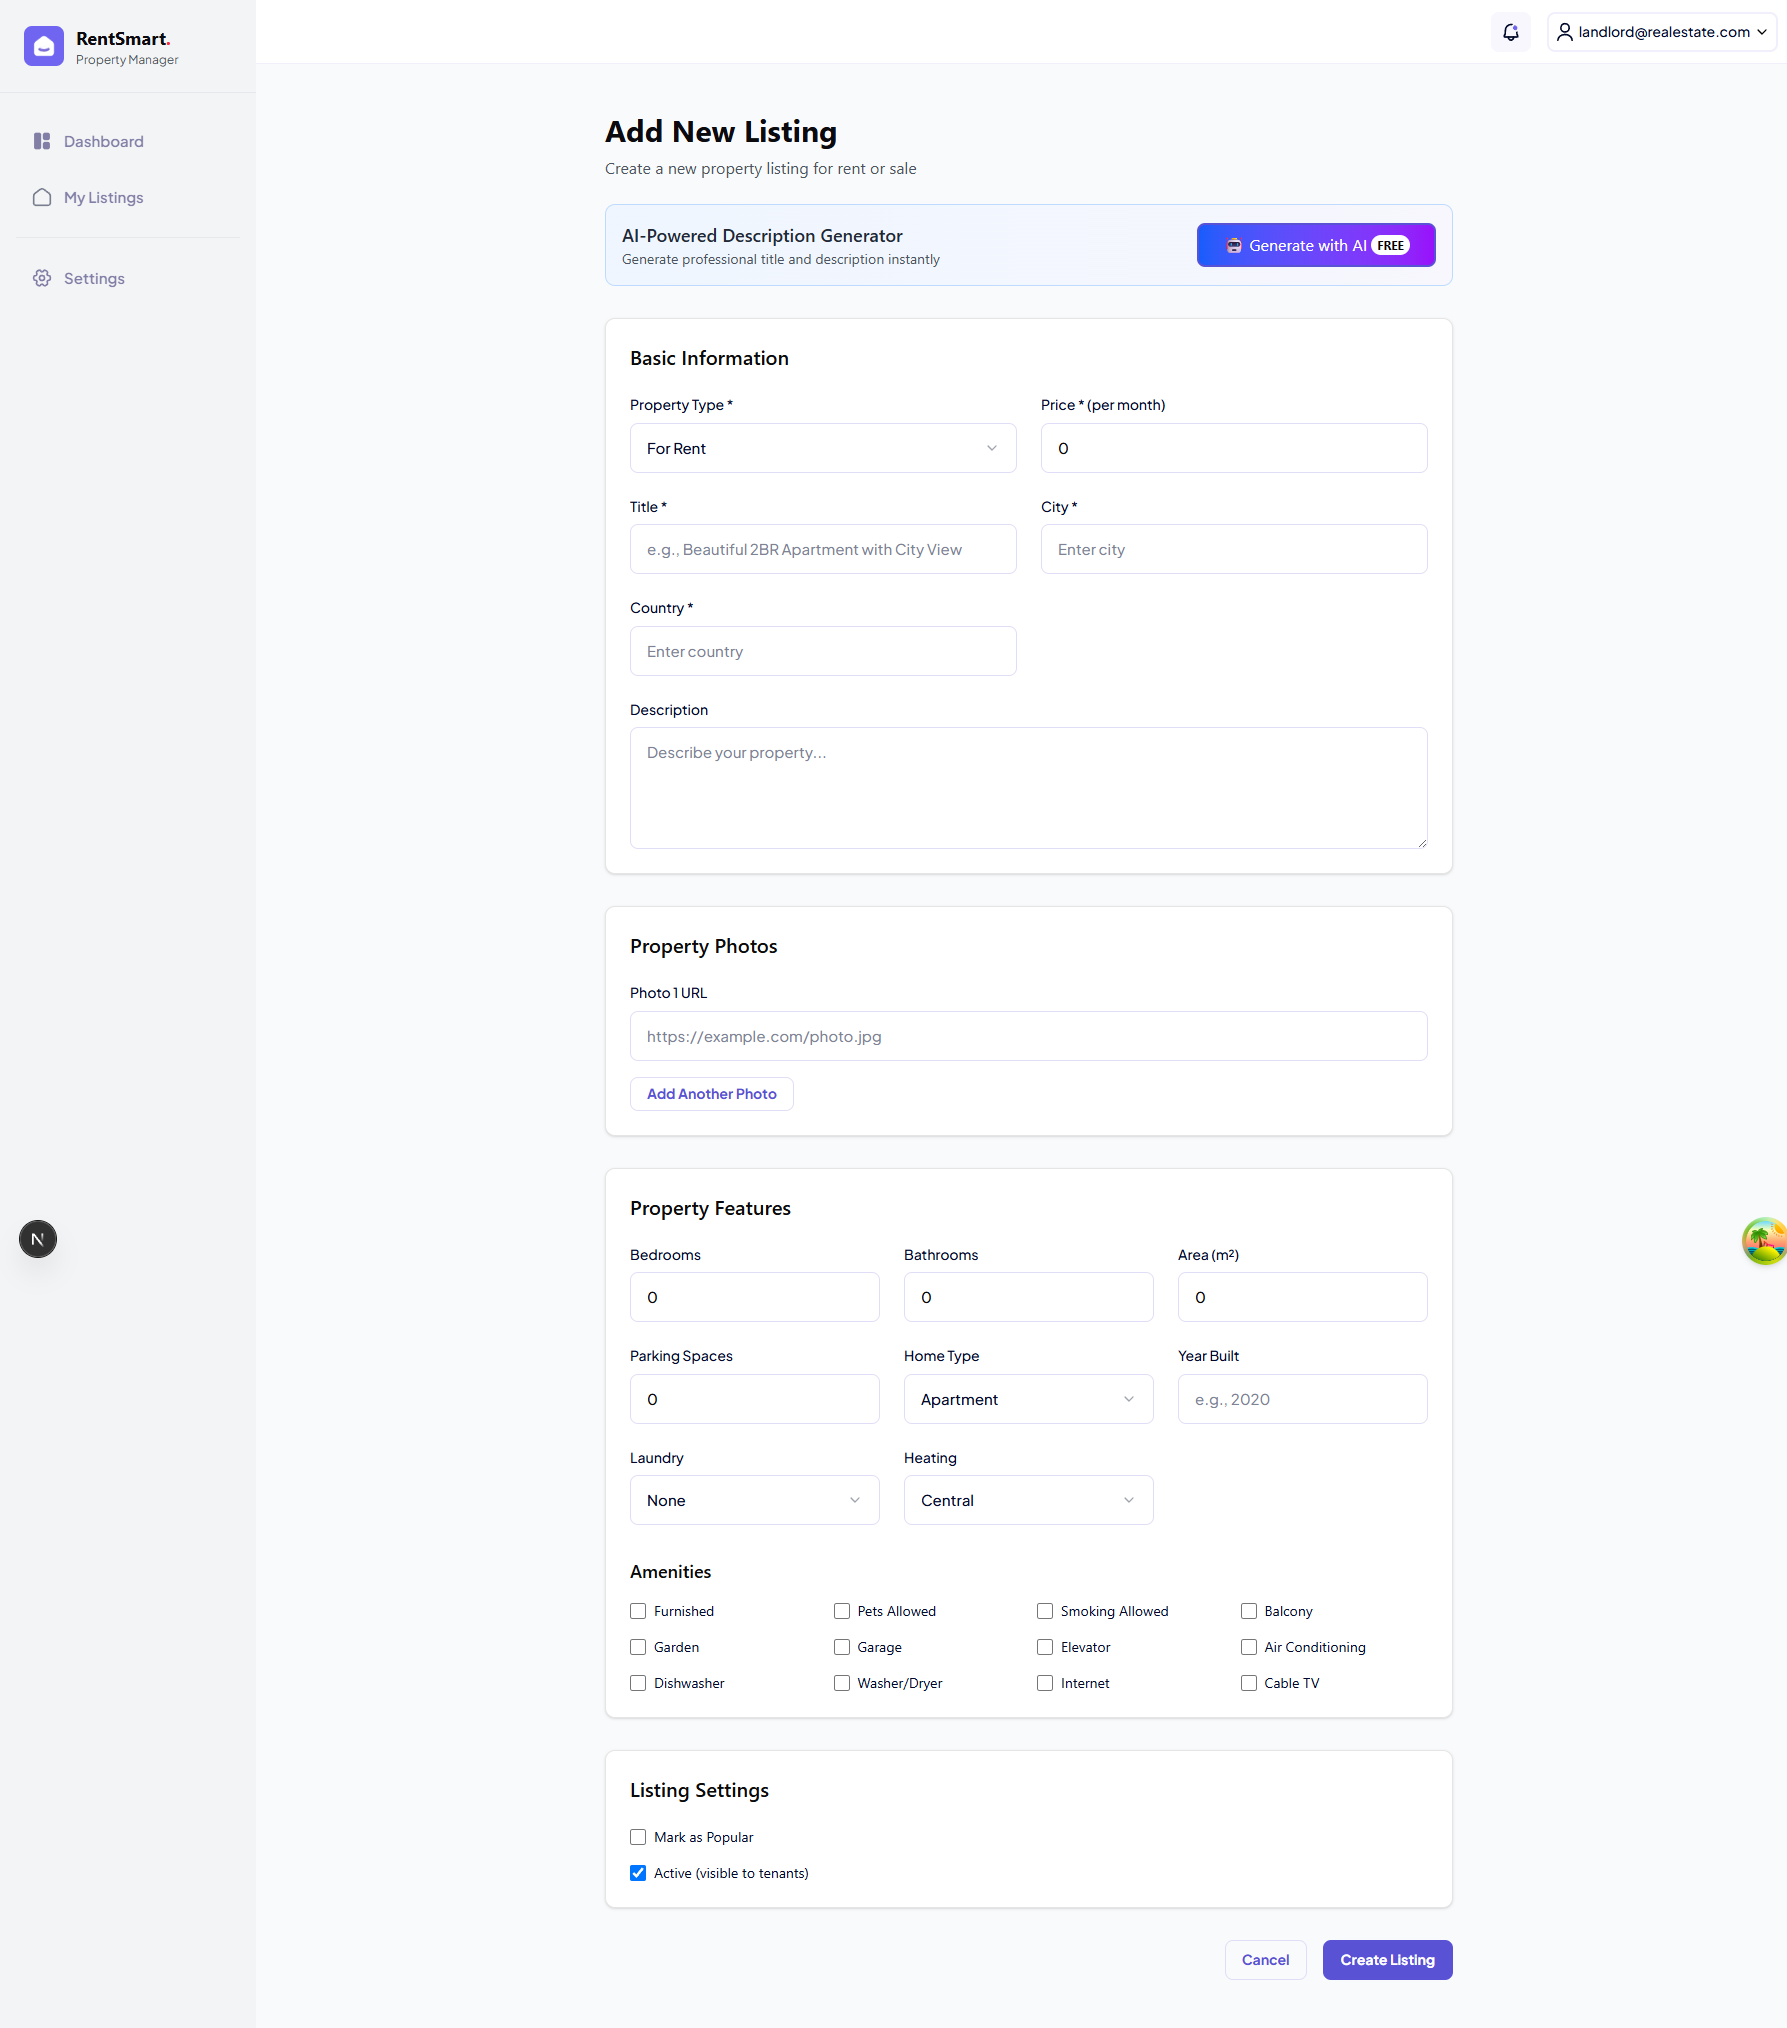 RentSmart.
Property Manager
landlord@realestate.com
Dashboard
My Listings
Settings
Add New Listing
Create a new property listing for rent or sale
AI-Powered Description Generator
Generate professional title and description instantly
Generate with AI FREE
Basic Information
Property Type *
Price * (per month)
For Rent
0
Title *
City *
e.g., Beautiful 2BR Apartment with City View
Enter city
Country *
Enter country
Description
Describe your property...
Property Photos
Photo 1 URL
https://example.com/photo.jpg
Add Another Photo
Property Features
Bedrooms
Bathrooms
Area (m²)
0
0
0
Parking Spaces
Home Type
Year Built
0
Apartment
e.g., 2020
Laundry
Heating
None
Central
Amenities
Furnished
Pets Allowed
Smoking Allowed
Balcony
Garden
Garage
Elevator
Air Conditioning
Dishwasher
Washer/Dryer
Internet
Cable TV
Listing Settings
Mark as Popular
Active (visible to tenants)
Cancel
Create Listing
N